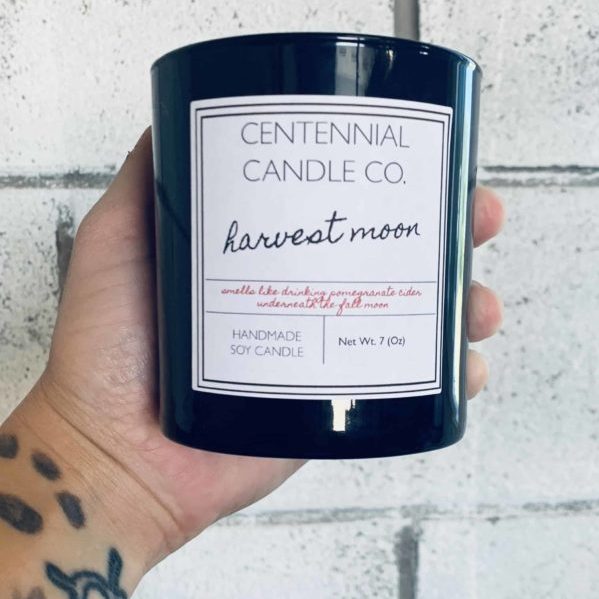 CENTENNIAL
CANDLE CO.
harvest moon
smells like drinking pomegranate cider
underneath the fall moon
HANDMADE
SOY CANDLE
Net Wt. 7 (Oz)